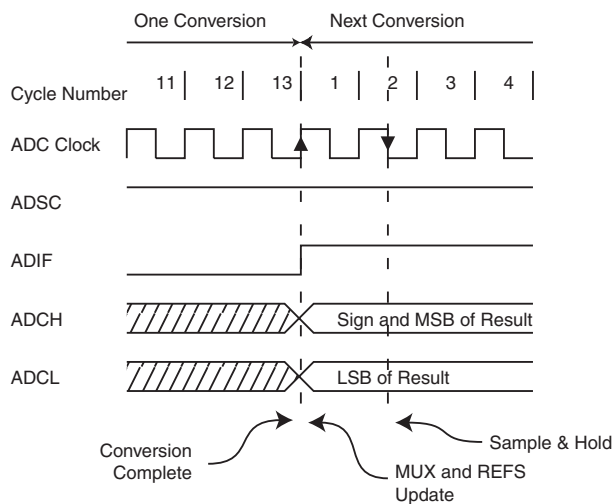 One Conversion Next Conversion
Cycle Number 11 12 13 1 2 3 4
ADC Clock
ADSC
ADIF
ADCH Sign and MSB of Result
ADCL LSB of Result
Conversion
Complete
MUX and REFS
Update
Sample & Hold